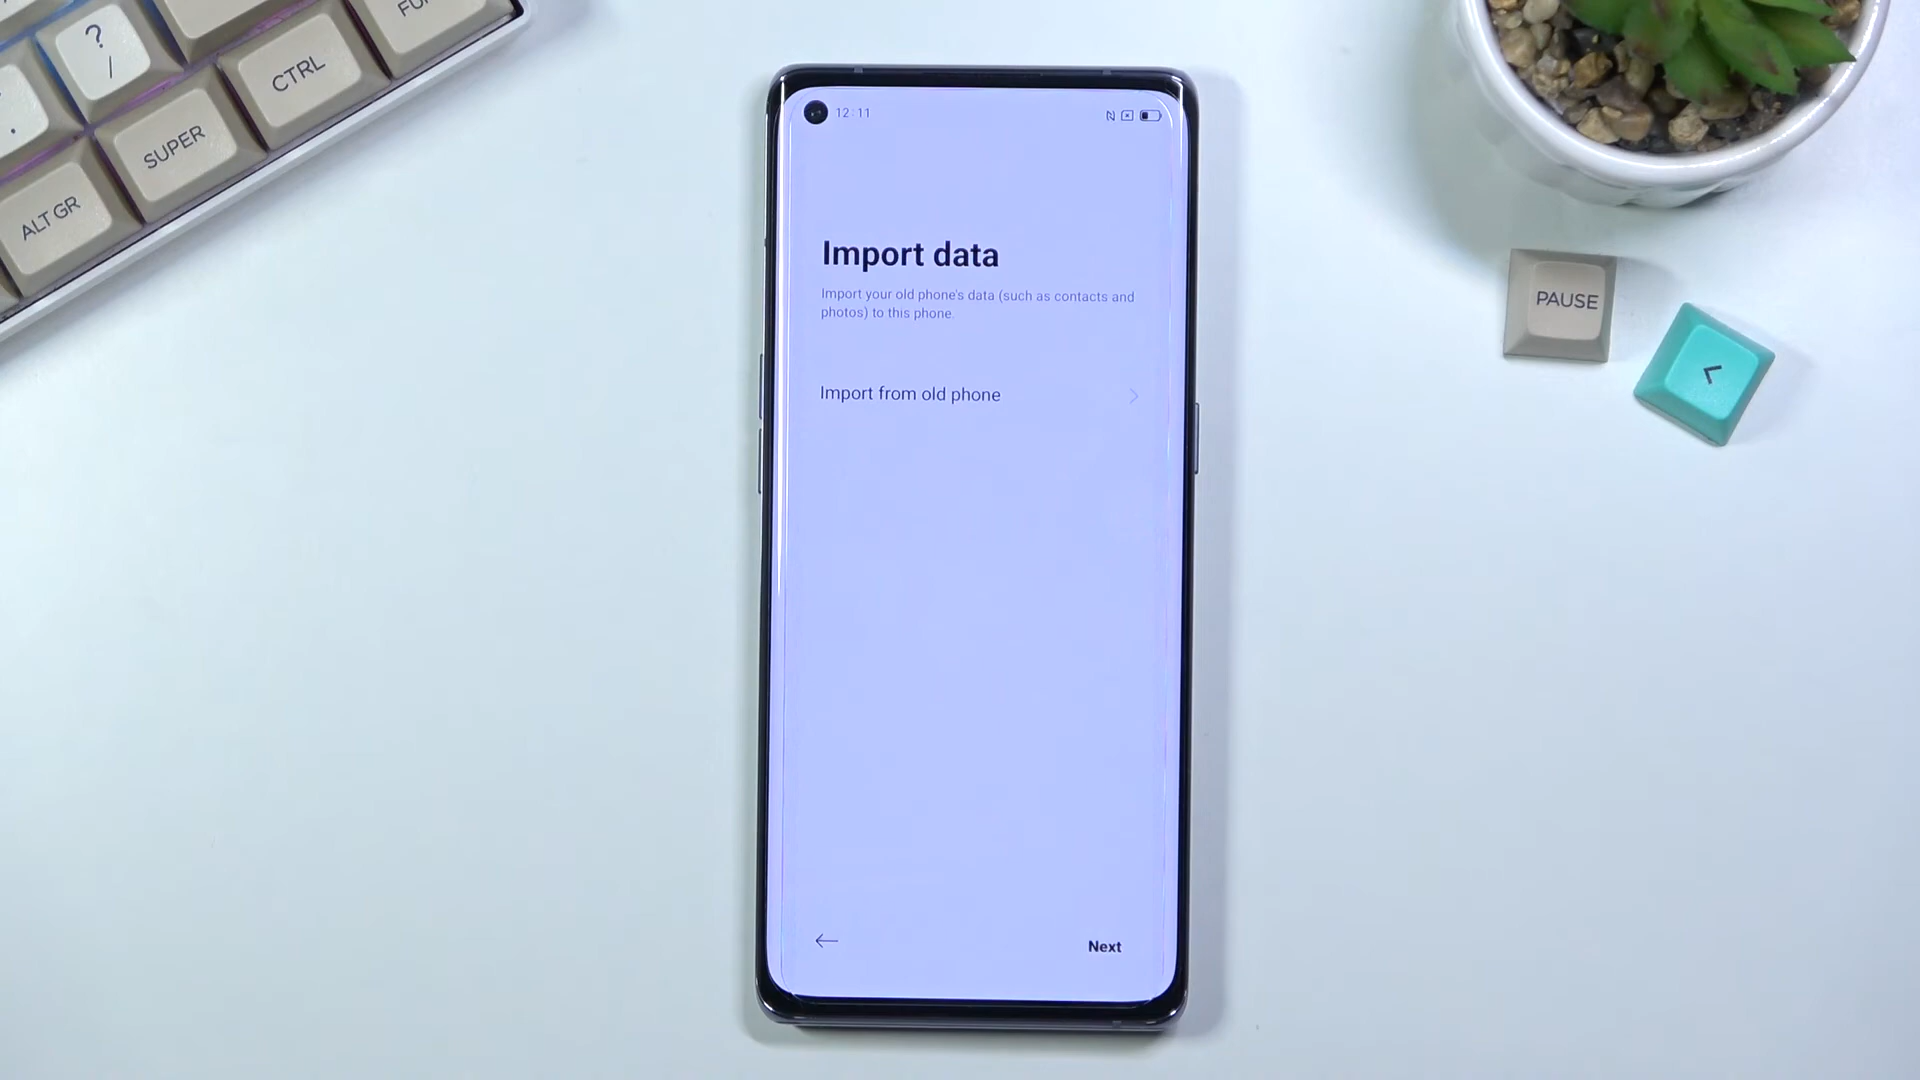 ?
/
.
FU
CTRL
SUPER
ALT GR
12:11
Import data
Import your old phone's data (such as contacts and
photos) to this phone.
Import from old phone
Next
PAUSE
<